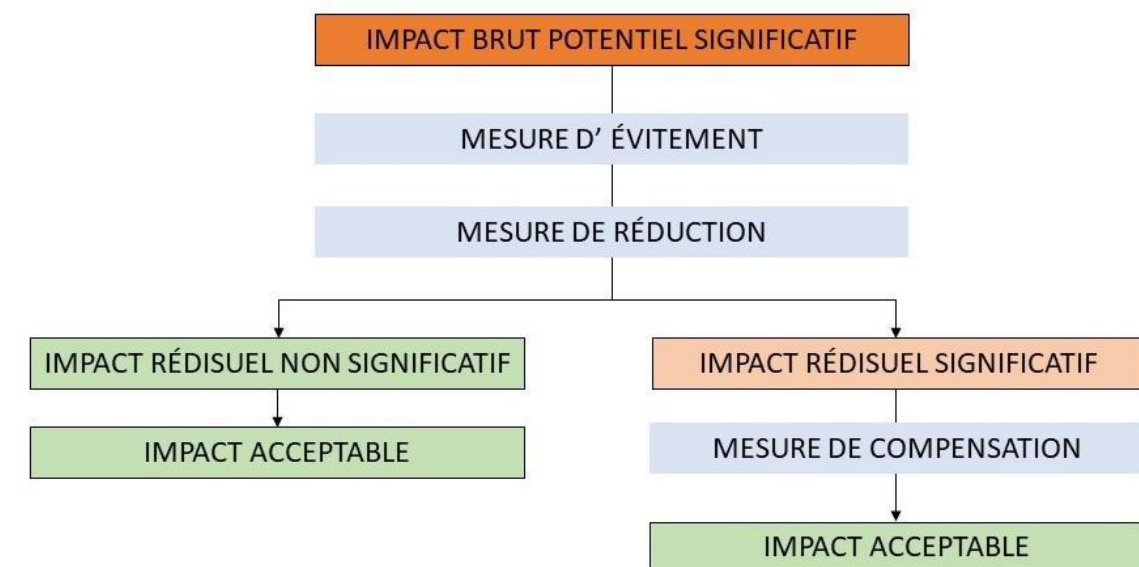 IMPACT BRUT POTENTIEL SIGNIFICATIF
MESURE D’ ÉVITEMENT
MESURE DE RÉDUCTION
IMPACT RÉDISUEL NON SIGNIFICATIF
IMPACT RÉDISUEL SIGNIFICATIF
IMPACT ACCEPTABLE
MESURE DE COMPENSATION
IMPACT ACCEPTABLE